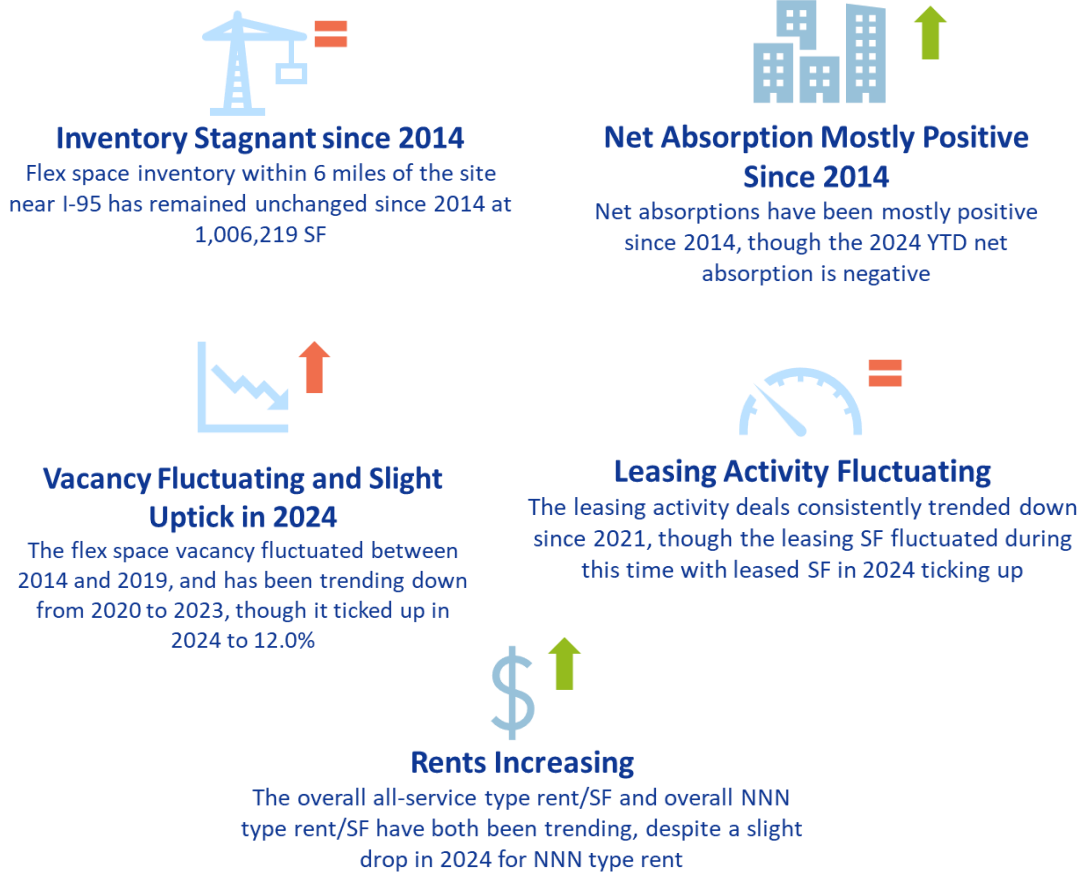 Inventory Stagnant since 2014
Flex space inventory within 6 miles of the site
near I-95 has remained unchanged since 2014 at
1,006,219 SF
Net Absorption Mostly Positive
Since 2014
Net absorptions have been mostly positive
since 2014, though the 2024 YTD net
absorption is negative
Vacancy Fluctuating and Slight
Uptick in 2024
The flex space vacancy fluctuated between
2014 and 2019, and has been trending down
from 2020 to 2023, though it ticked up in
2024 to 12.0%
Leasing Activity Fluctuating
The leasing activity deals consistently trended down
since 2021, though the leasing SF fluctuated during
this time with leased SF in 2024 ticking up
$
Rents Increasing
The overall all-service type rent/SF and overall NNN
type rent/SF have both been trending, despite a slight
drop in 2024 for NNN type rent